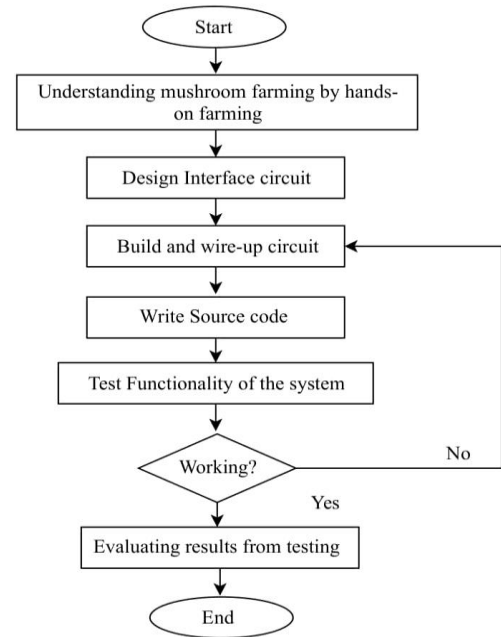 Start
Understanding mushroom farming by hands-
on farming
Design Interface circuit
Build and wire-up circuit
Write Source code
Test Functionality of the system
Working?
No
Yes
Evaluating results from testing
End